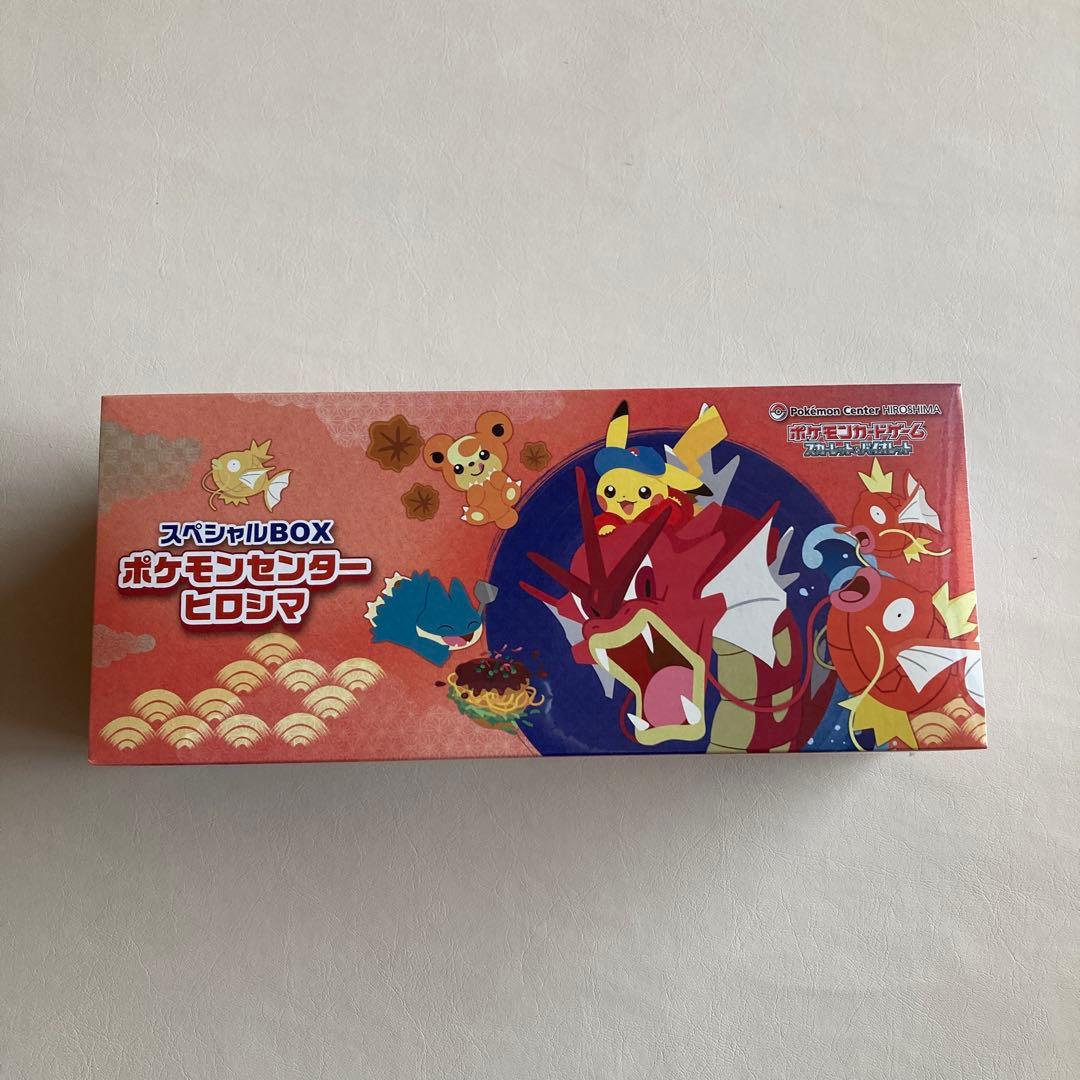 Pokémon Center HIROSHIMA
ポケモンカードゲーム
スカーレット&バイオレット
スペシャルBOX
ポケモンセンター
ヒロシマ